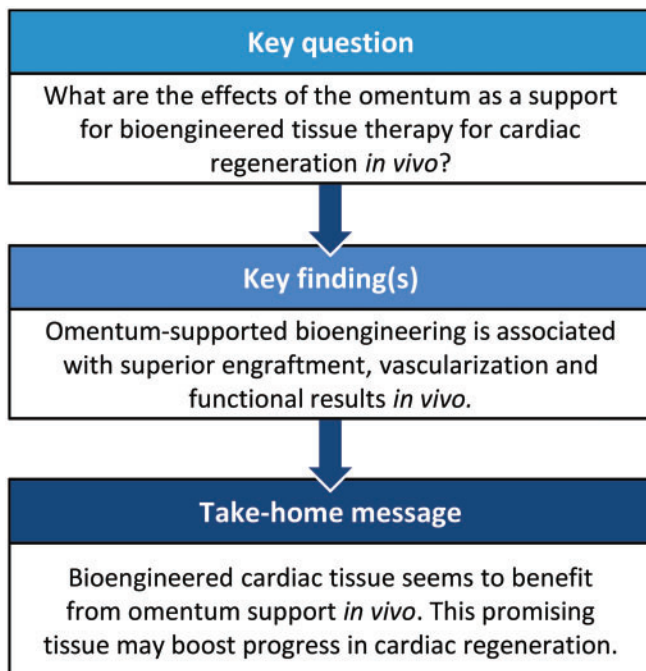 Key question
What are the effects of the omentum as a support
for bioengineered tissue therapy for cardiac
regeneration in vivo?
Key finding(s)
Omentum-supported bioengineering is associated
with superior engraftment, vascularization and
functional results in vivo.
Take-home message
Bioengineered cardiac tissue seems to benefit
from omentum support in vivo. This promising
tissue may boost progress in cardiac regeneration.